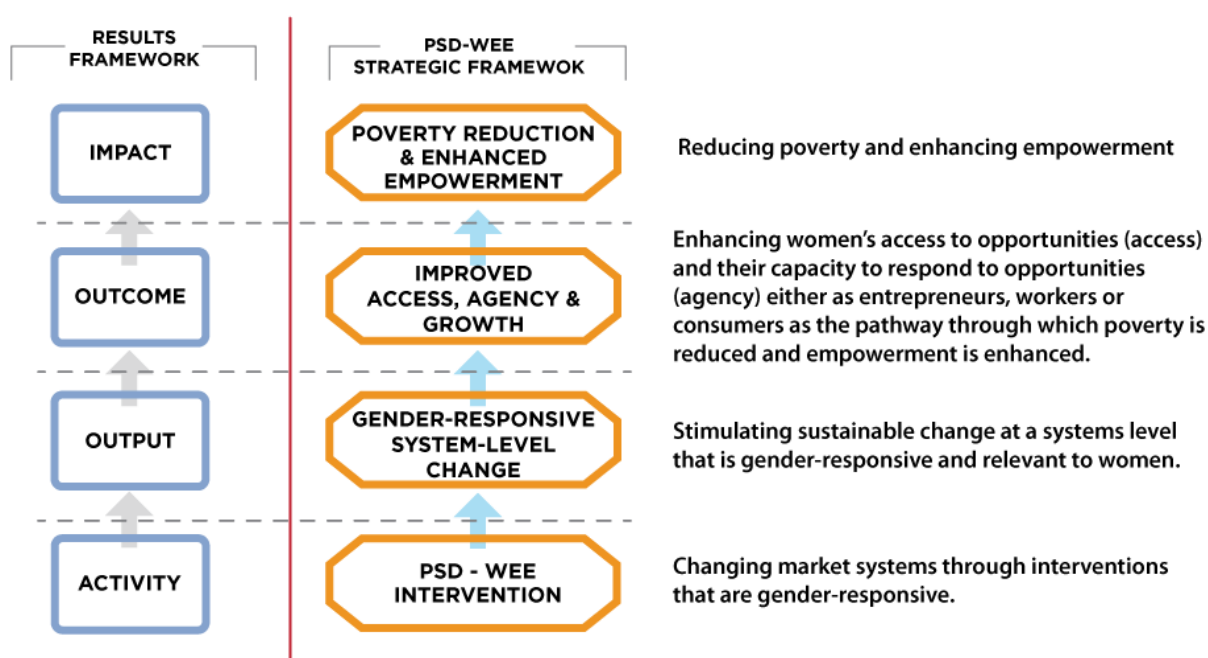 RESULTS
FRAMEWORK
PSD-WEE
STRATEGIC FRAMEWOK
IMPACT
POVERTY REDUCTION
& ENHANCED
EMPOWERMENT
Reducing poverty and enhancing empowerment
OUTCOME
IMPROVED
ACCESS, AGENCY &
GROWTH
Enhancing women’s access to opportunities (access)
and their capacity to respond to opportunities
(agency) either as entrepreneurs, workers or
consumers as the pathway through which poverty is
reduced and empowerment is enhanced.
OUTPUT
GENDER-RESPONSIVE
SYSTEM-LEVEL
CHANGE
Stimulating sustainable change at a systems level
that is gender-responsive and relevant to women.
ACTIVITY
PSD - WEE
INTERVENTION
Changing market systems through interventions
that are gender-responsive.